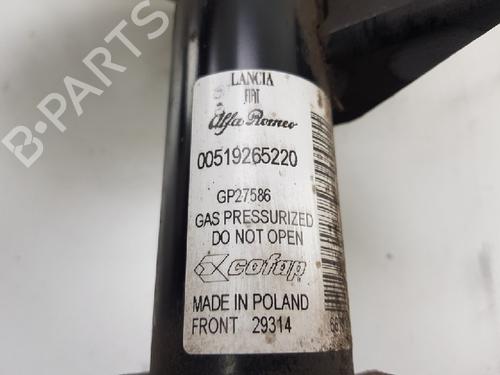 LANCIA
FIAT
Alfa Romeo
00519265220
GP27586
GAS PRESSURIZED
DO NOT OPEN
cofap
MADE IN POLAND
FRONT 29314
B-PARTS